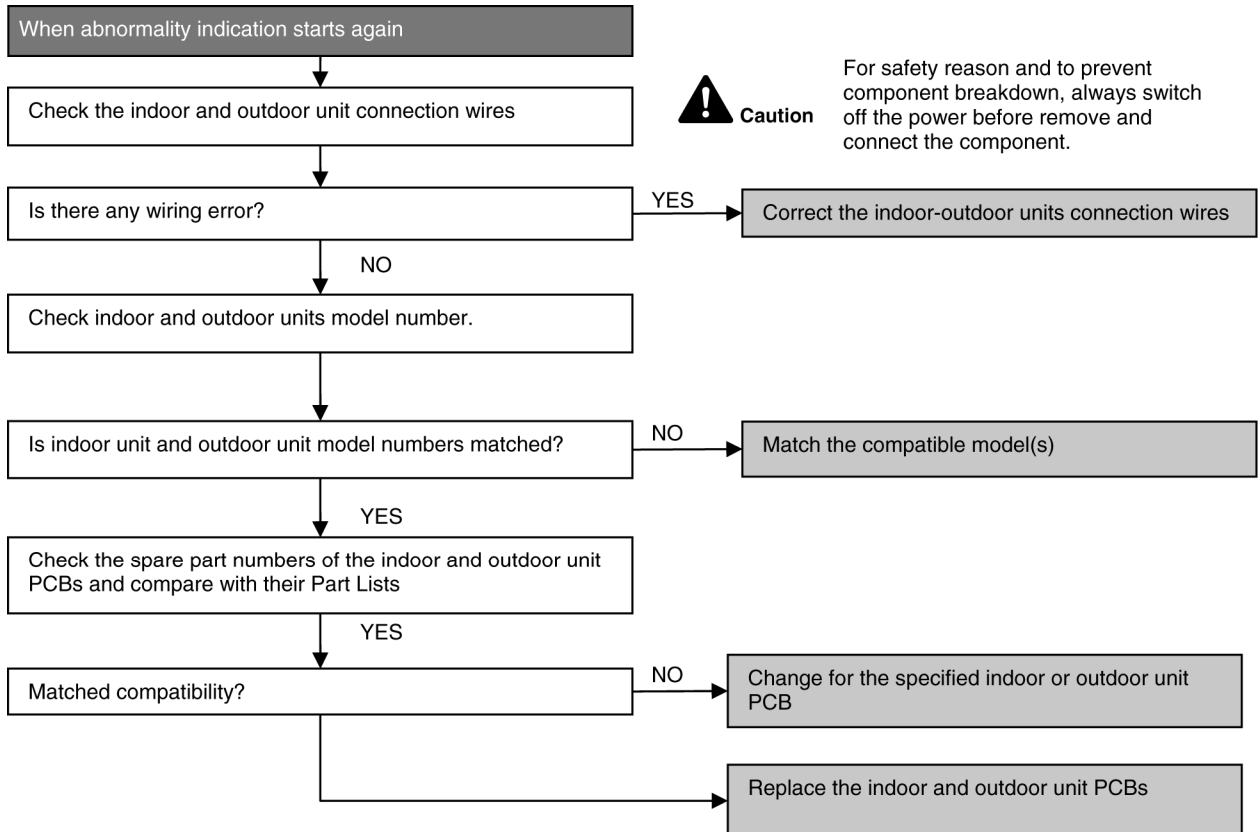 When abnormality indication starts again
Check the indoor and outdoor unit connection wires
For safety reason and to prevent
component breakdown, always switch
off the power before remove and
connect the component.
Caution
Is there any wiring error?
YES
Correct the indoor-outdoor units connection wires
NO
Check indoor and outdoor units model number.
Is indoor unit and outdoor unit model numbers matched?
NO
Match the compatible model(s)
YES
Check the spare part numbers of the indoor and outdoor unit
PCBs and compare with their Part Lists
YES
Matched compatibility?
NO
Change for the specified indoor or outdoor unit
PCB
Replace the indoor and outdoor unit PCBs